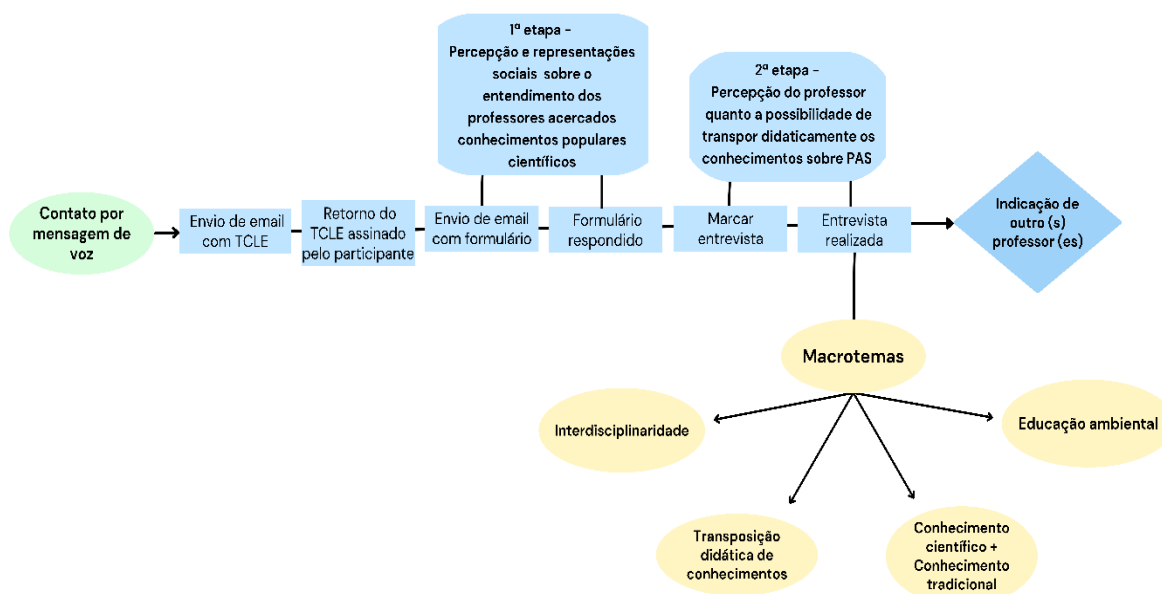 1ª etapa -
Percepção e representações
sociais sobre o
entendimento dos
professores acercados
conhecimentos populares
científicos
2ª etapa -
Percepção do professor
quanto a possibilidade de
transpor didaticamente os
conhecimentos sobre PAS
Contato por
mensagem de
voz
Envio de email
com TCLE
Retorno do
TCLE assinado
pelo participante
Envio de email
com formulário
Formulário
respondido
Marcar
entrevista
Entrevista
realizada
Indicação de
outro (s)
professor (es)
Macrotemas
Interdisciplinaridade
Transposição
didática de
conhecimentos
Conhecimento
científico +
Conhecimento
tradicional
Educação ambiental